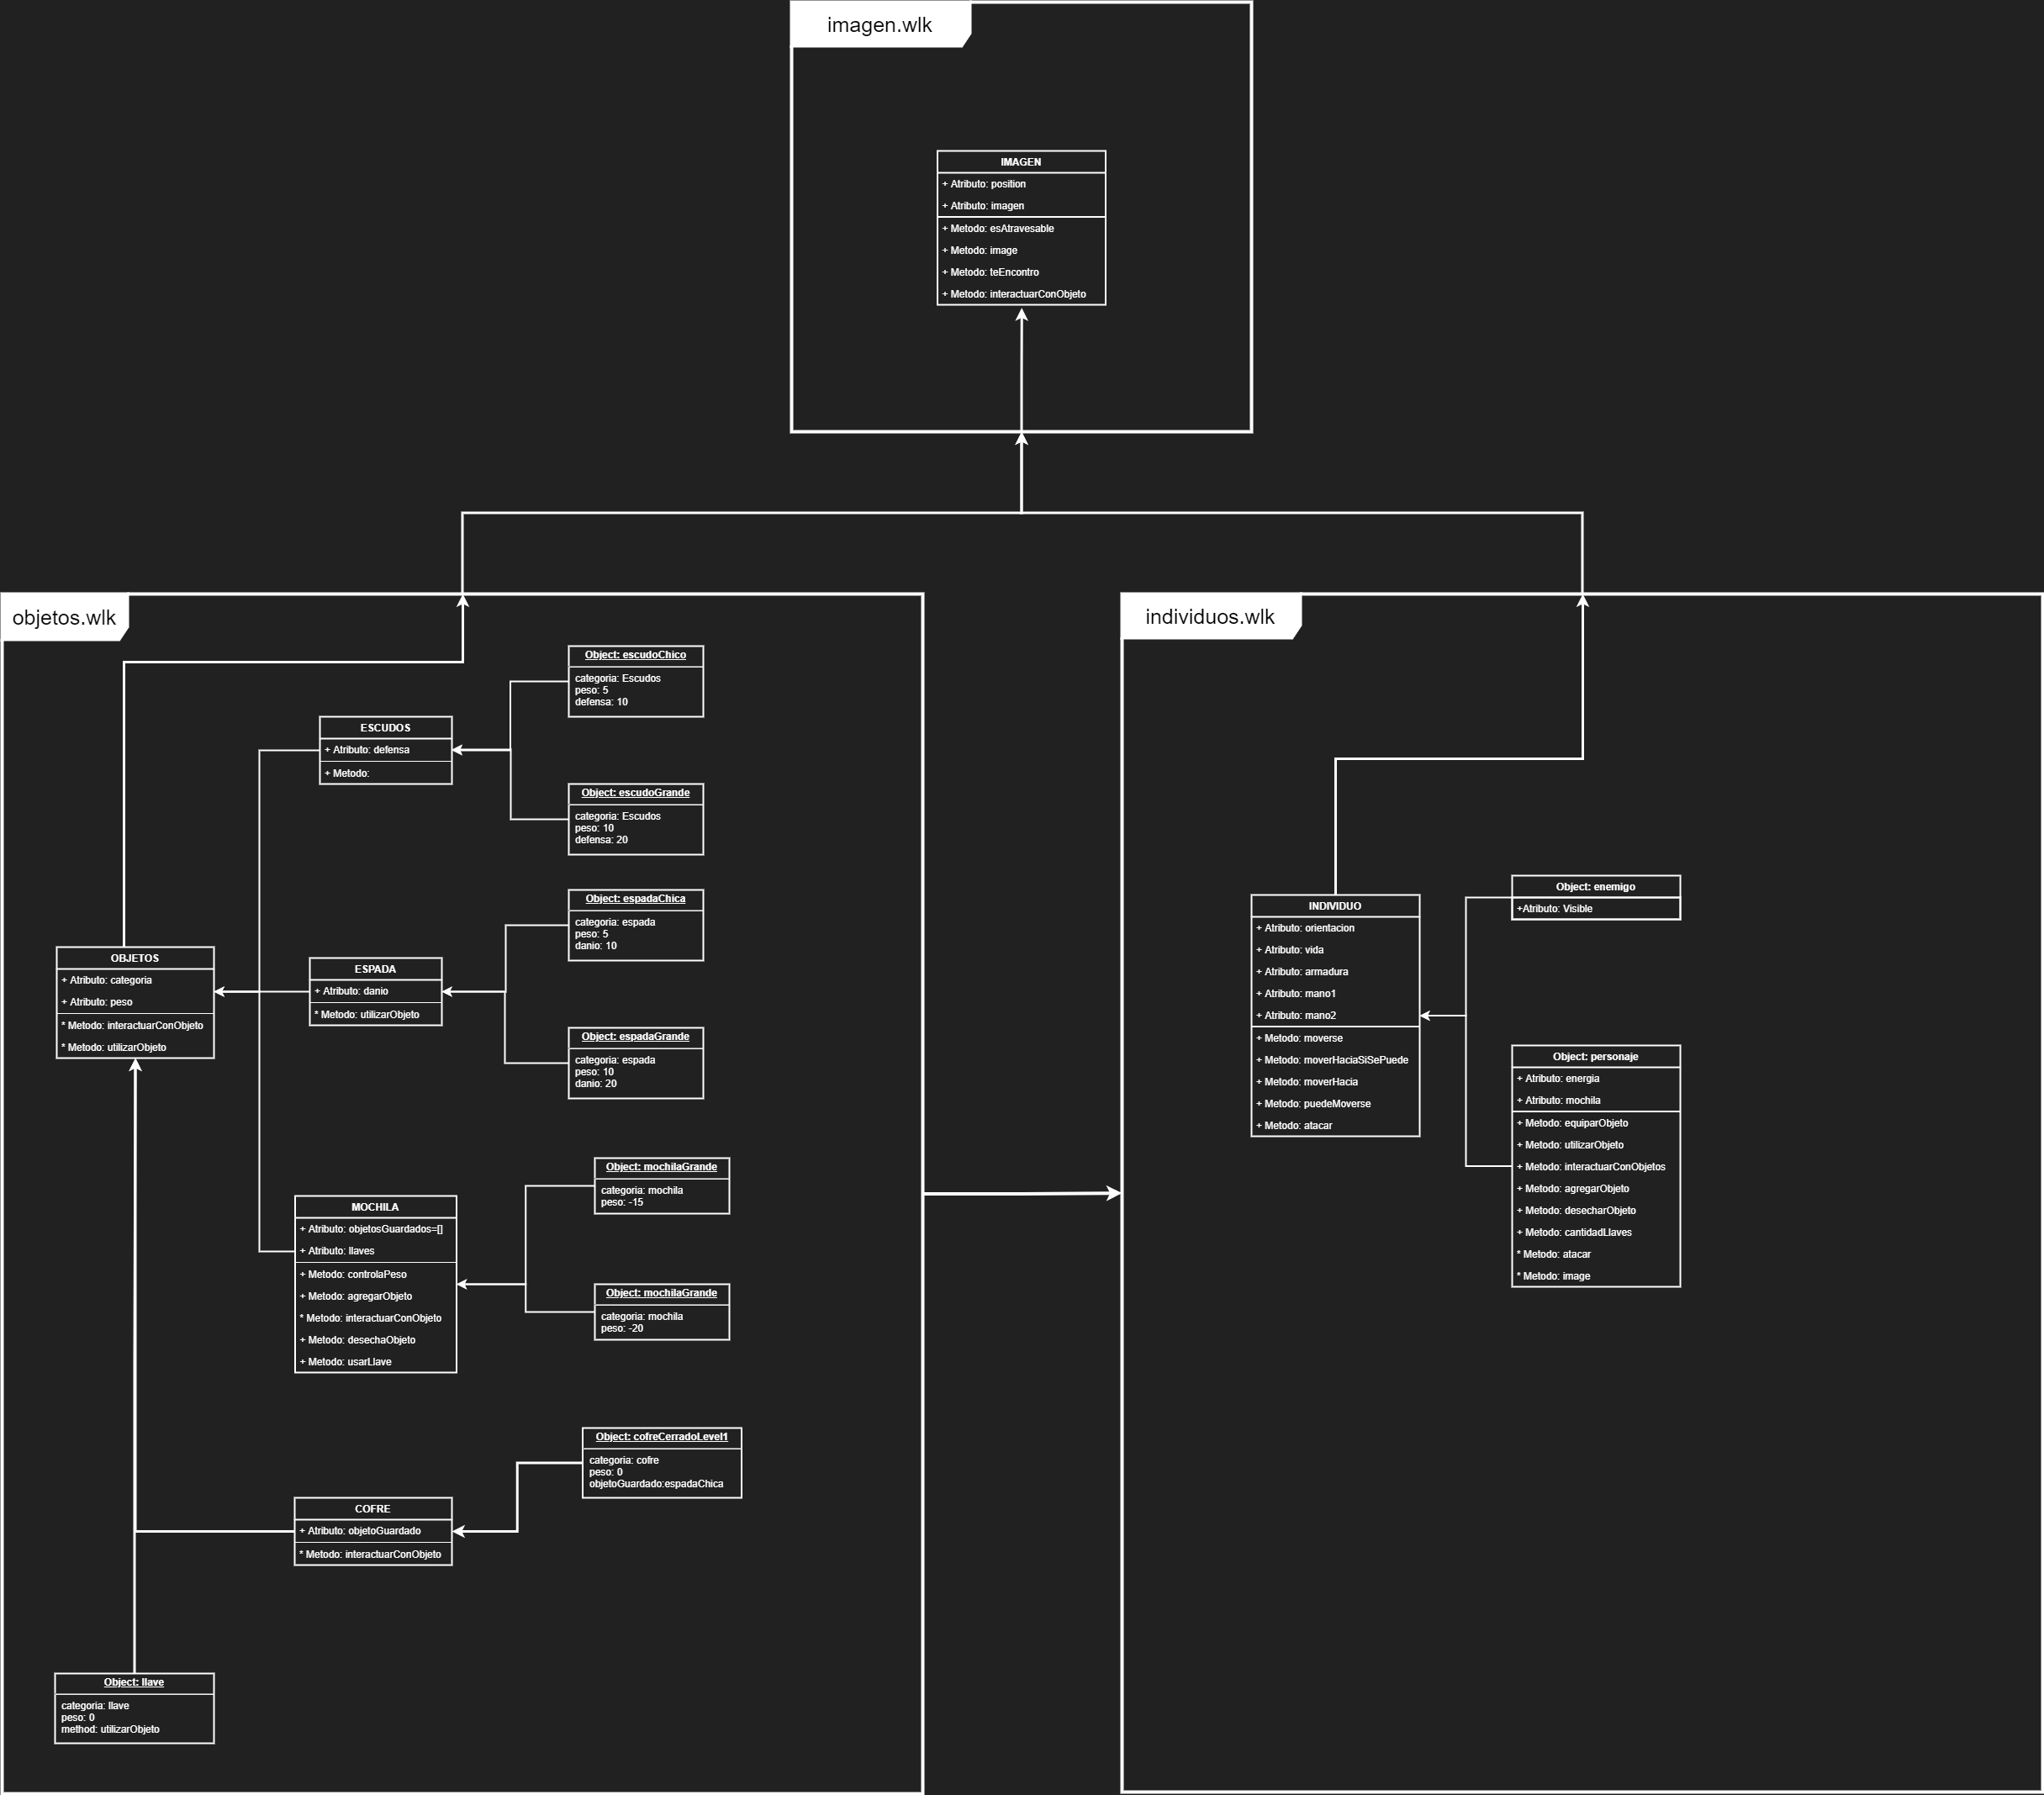 imagen.wlk
IMAGEN
+ Atributo: position
+ Atributo: imagen
+ Metodo: esAtravesable
+ Metodo: image
+ Metodo: teEncontro
+ Metodo: interactuarConObjeto
objetos.wlk
Object: escudoChico
categoria: Escudos
peso: 5
defensa: 10
ESCUDOS
+ Atributo: defensa
+ Metodo:
Object: escudoGrande
categoria: Escudos
peso: 10
defensa: 20
Object: espadaChica
categoria: espada
peso: 5
danio: 10
OBJETOS
+ Atributo: categoria
+ Atributo: peso
* Metodo: interactuarConObjeto
* Metodo: utilizarObjeto
ESPADA
+ Atributo: danio
* Metodo: utilizarObjeto
Object: espadaGrande
categoria: espada
peso: 10
danio: 20
Object: mochilaGrande
categoria: mochila
peso: -15
MOCHILA
+ Atributo: objetosGuardados=[]
+ Atributo: llaves
+ Metodo: controlaPeso
+ Metodo: agregarObjeto
* Metodo: interactuarConObjeto
+ Metodo: desechaObjeto
+ Metodo: usarLlave
Object: mochilaGrande
categoria: mochila
peso: -20
Object: cofreCerradoLevel1
categoria: cofre
peso: 0
objetoGuardado:espadaChica
COFRE
+ Atributo: objetoGuardado
* Metodo: interactuarConObjeto
Object: llave
categoria: llave
peso: 0
method: utilizarObjeto
individuos.wlk
INDIVIDUO
+ Atributo: orientacion
+ Atributo: vida
+ Atributo: armadura
+ Atributo: mano1
+ Atributo: mano2
+ Metodo: moverse
+ Metodo: moverHaciaSiSePuede
+ Metodo: moverHacia
+ Metodo: puedeMoverse
+ Metodo: atacar
Object: enemigo
+Atributo: Visible
Object: personaje
+ Atributo: energia
+ Atributo: mochila
+ Metodo: equiparObjeto
+ Metodo: utilizarObjeto
+ Metodo: interactuarConObjetos
+ Metodo: agregarObjeto
+ Metodo: desecharObjeto
+ Metodo: cantidadLlaves
* Metodo: atacar
* Metodo: image